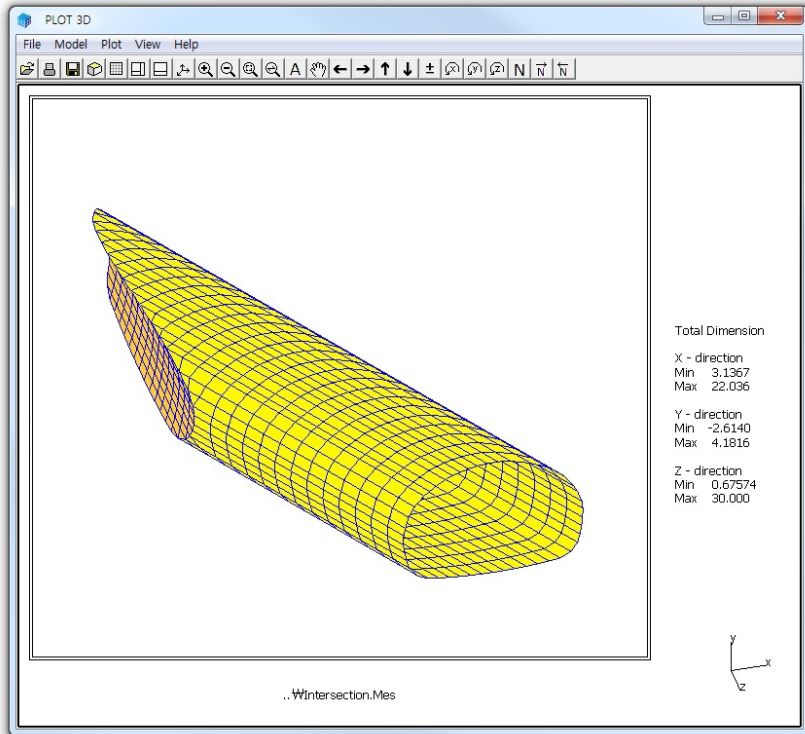 PLOT 3D
File Model Plot View Help
A ± X Y Z N N N
Total Dimension
X - direction
Min 3.1367
Max 22.036
Y - direction
Min -2.6140
Max 4.1816
Z - direction
Min 0.67574
Max 30.000
y
x
z
..₩Intersection.Mes